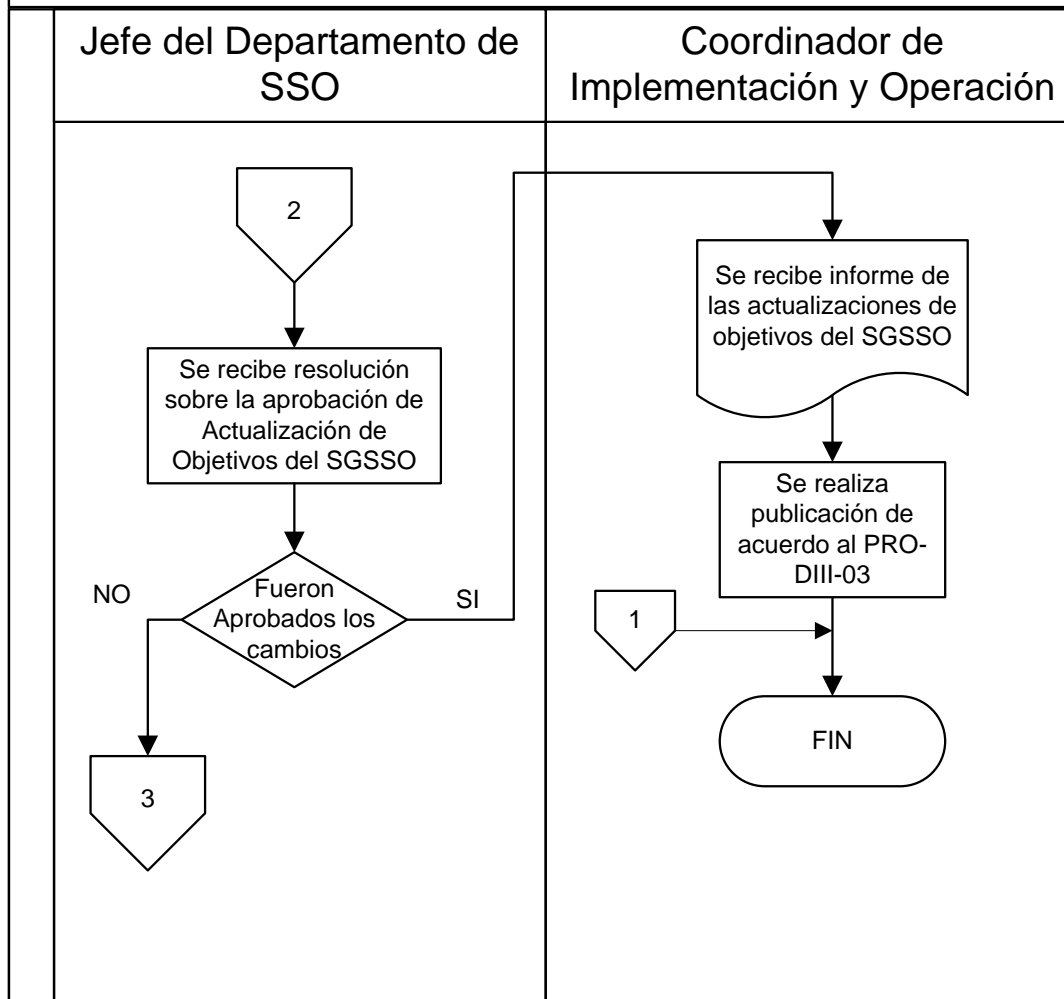 Jefe del Departamento de
SSO
Coordinador de
Implementación y Operación
2
Se recibe resolución
sobre la aprobación de
Actualización de
Objetivos del SGSSO
Fueron
Aprobados los
cambios
NO
SI
3
Se recibe informe de
las actualizaciones de
objetivos del SGSSO
Se realiza
publicación de
acuerdo al PRO-
DIII-03
1
FIN